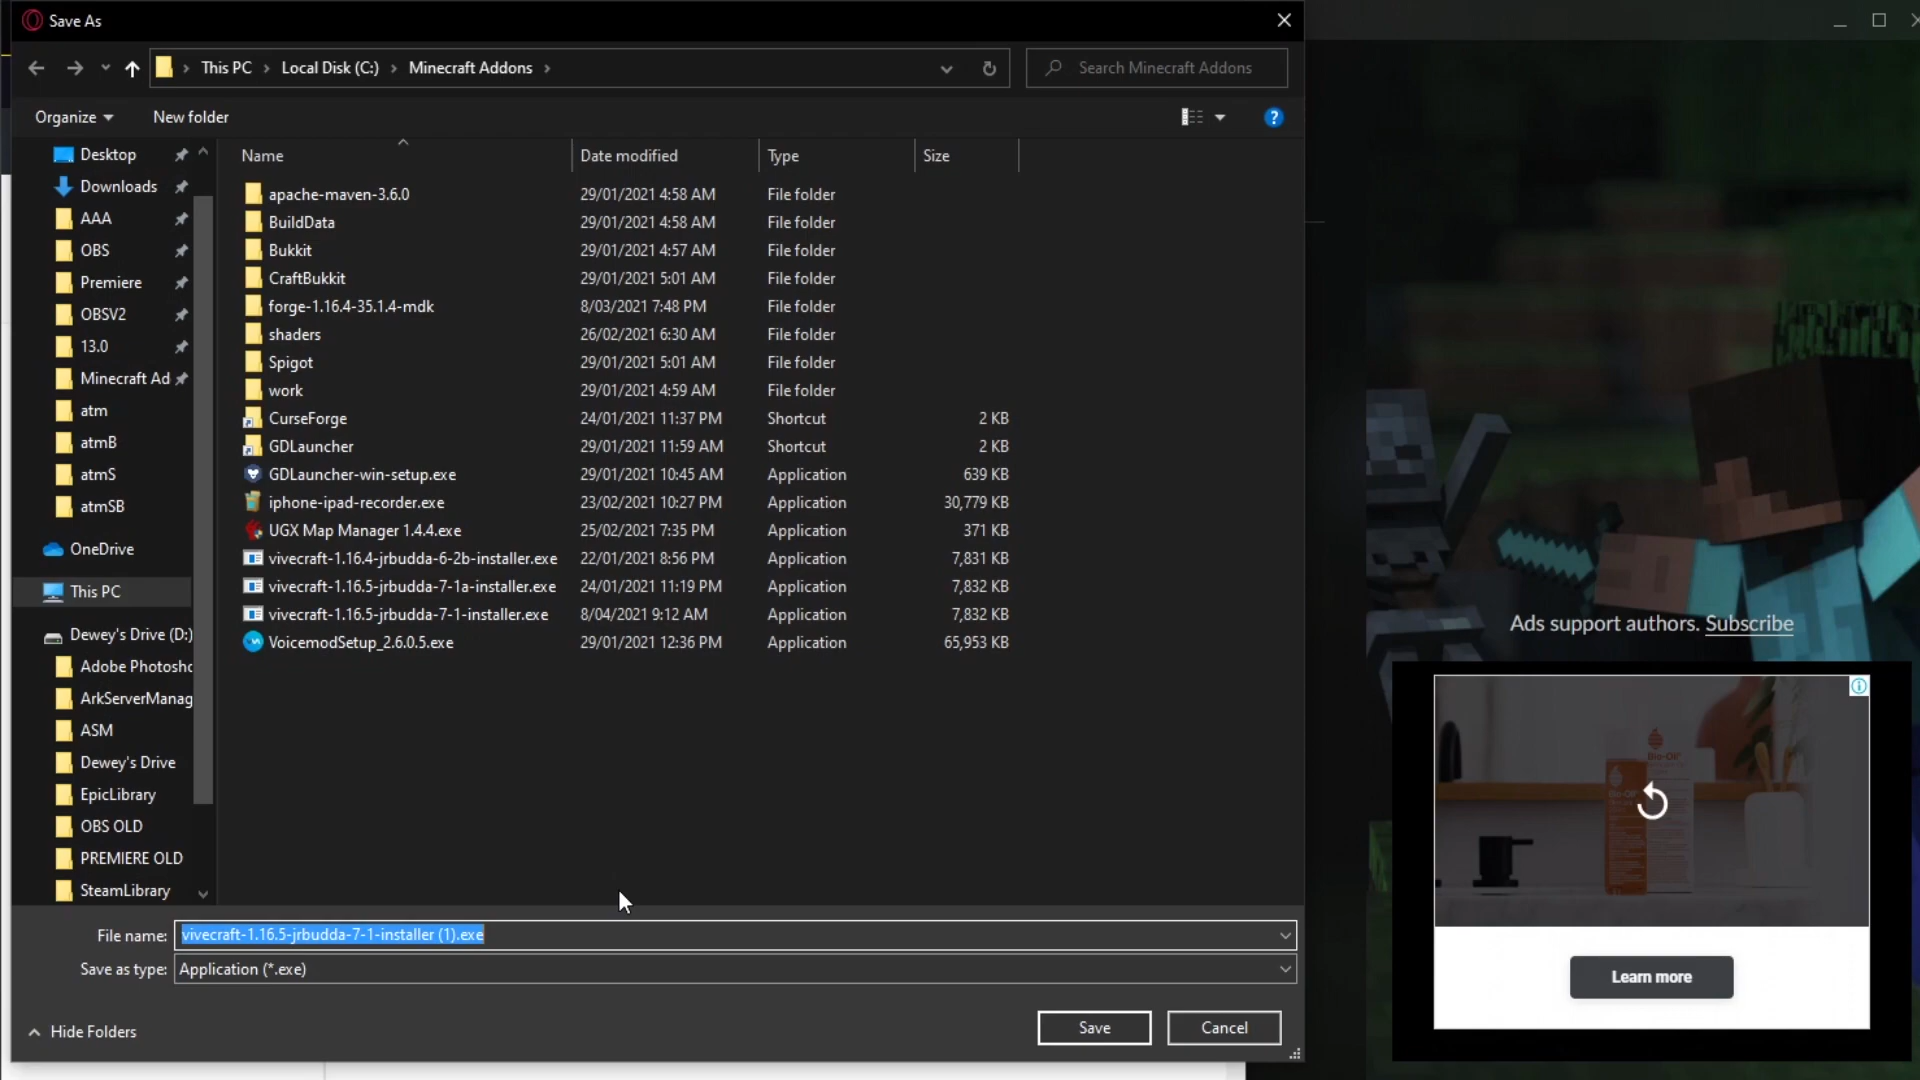 Save As
This PC > Local Disk (C:) > Minecraft Addons >
Search Minecraft Addons
Organize
New folder
Name
Date modified
Type
Size
Desktop
Downloads
AAA
OBS
Premiere
OBSV2
13.0
Minecraft Ad
atm
atmB
atmS
atmSB
OneDrive
This PC
Dewey's Drive (D:)
Adobe Photosho
ArkServerManag
ASM
Dewey's Drive
EpicLibrary
OBS OLD
PREMIERE OLD
SteamLibrary
apache-maven-3.6.0 29/01/2021 4:58 AM File folder
BuildData 29/01/2021 4:58 AM File folder
Bukkit 29/01/2021 4:57 AM File folder
CraftBukkit 29/01/2021 5:01 AM File folder
forge-1.16.4-35.1.4-mdk 8/03/2021 7:48 PM File folder
shaders 26/02/2021 6:30 AM File folder
Spigot 29/01/2021 5:01 AM File folder
work 29/01/2021 4:59 AM File folder
CurseForge 24/01/2021 11:37 PM Shortcut 2 KB
GDLauncher 29/01/2021 11:59 AM Shortcut 2 KB
GDLauncher-win-setup.exe 29/01/2021 10:45 AM Application 639 KB
iphone-ipad-recorder.exe 23/02/2021 10:27 PM Application 30,779 KB
UGX Map Manager 1.4.4.exe 25/02/2021 7:35 PM Application 371 KB
vivecraft-1.16.4-jrbudda-6-2b-installer.exe 22/01/2021 8:56 PM Application 7,831 KB
vivecraft-1.16.5-jrbudda-7-1a-installer.exe 24/01/2021 11:19 PM Application 7,832 KB
vivecraft-1.16.5-jrbudda-7-1-installer.exe 8/04/2021 9:12 AM Application 7,832 KB
VoicemodSetup_2.6.0.5.exe 29/01/2021 12:36 PM Application 65,953 KB
File name: vivecraft-1.16.5-jrbudda-7-1-installer (1).exe
Save as type: Application (*.exe)
Hide Folders
Save
Cancel
Ads support authors. Subscribe
Bio-Oil
Bio-Oil
Learn more